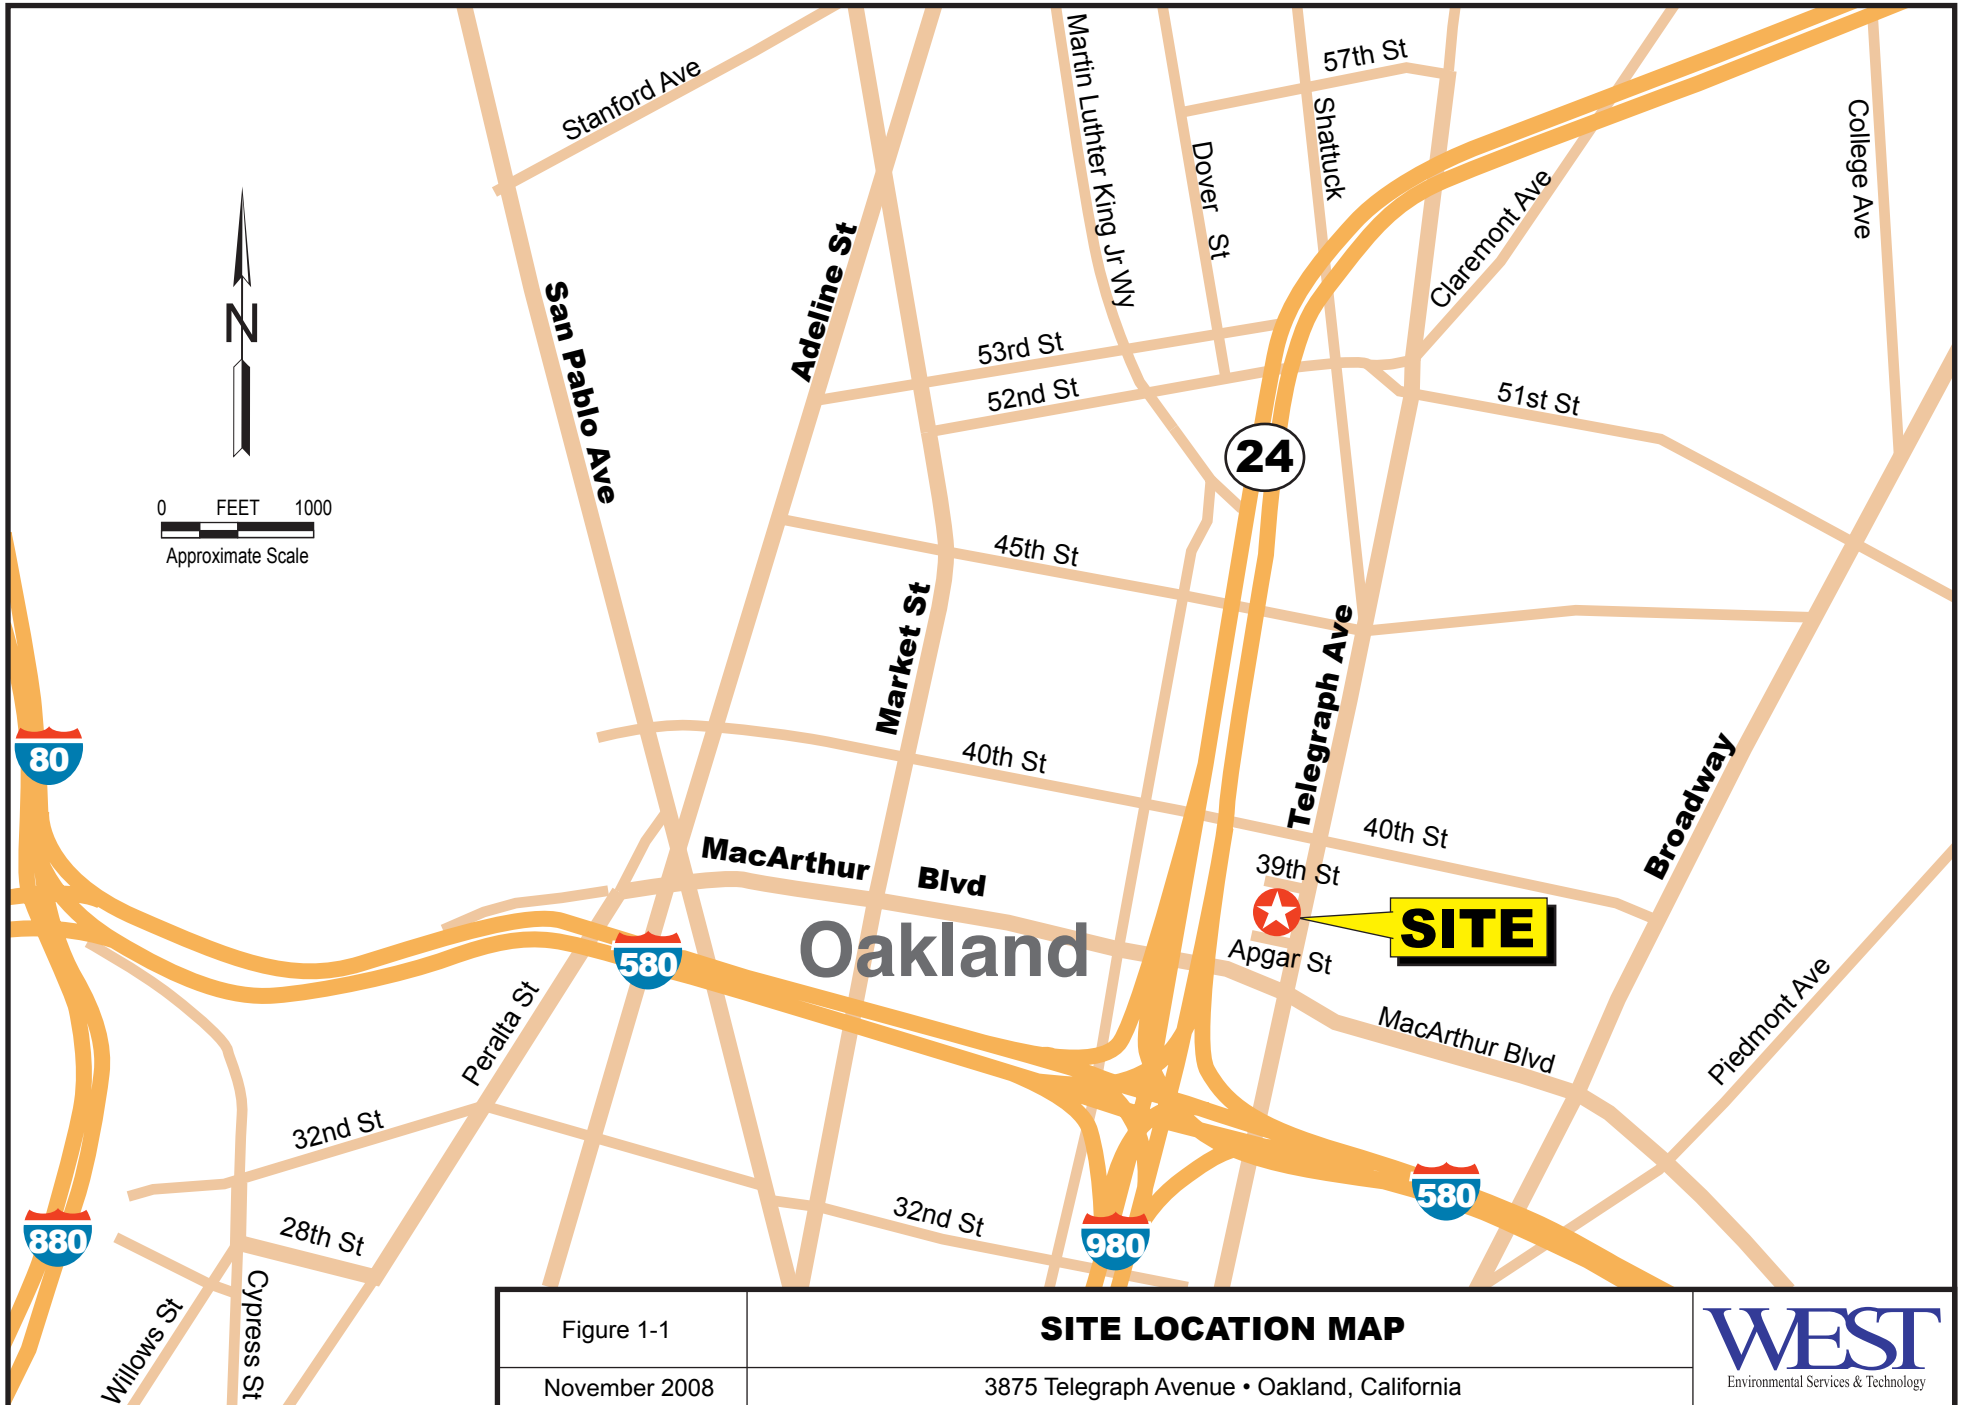 57th St
Stanford Ave
Martin Luthter King Jr Wy
Shattuck
College Ave
Dover St
Claremont Ave
Adeline St
San Pablo Ave
N
53rd St
52nd St
51st St
24
0 FEET 1000
Approximate Scale
45th St
Market St
Telegraph Ave
80
40th St
Broadway
40th St
MacArthur Blvd
39th St
SITE
Oakland
580
Apgar St
Peralta St
MacArthur Blvd
Piedmont Ave
32nd St
580
32nd St
28th St
880
980
Cypress St
Willows St
Figure 1-1
SITE LOCATION MAP
November 2008
3875 Telegraph Avenue • Oakland, California
WEST
Environmental Services & Technology